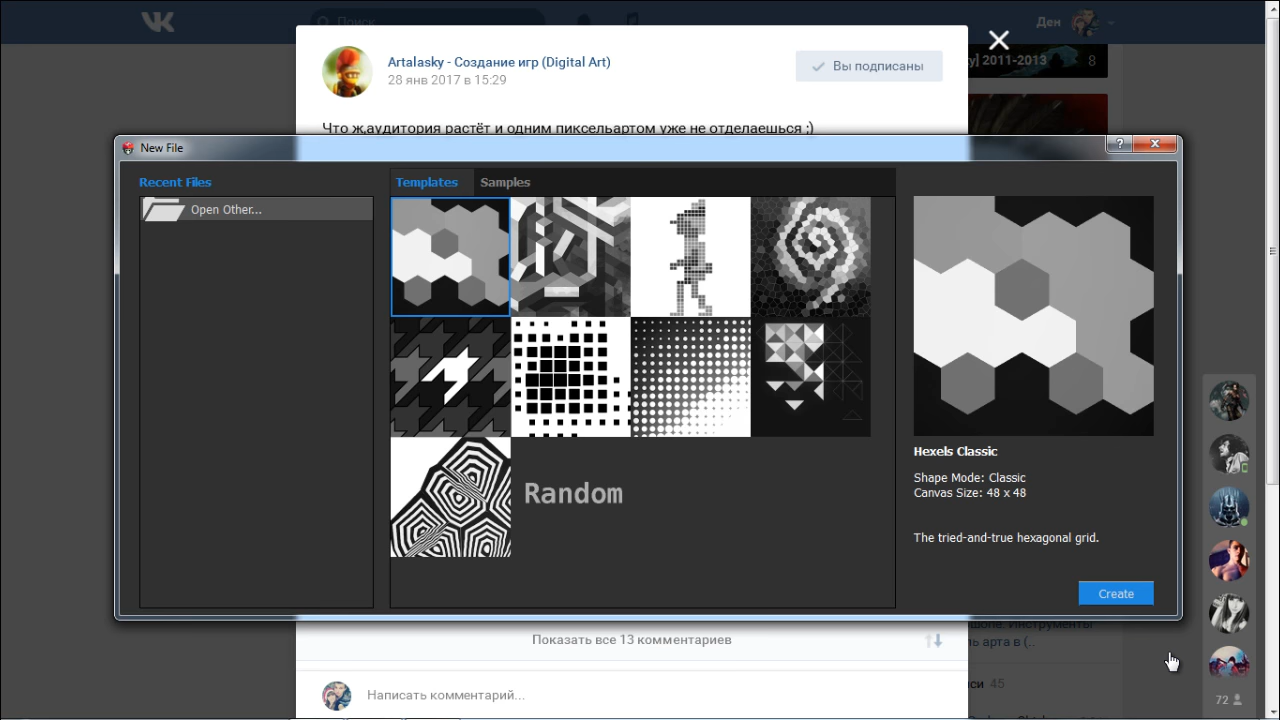 Поиск
Ден
Artalasky - Создание игр (Digital Art)
28 янв 2017 в 15:29
Вы подписаны
2011-2013
8
Что ж,аудитория растёт и одним пиксельартом уже не отделаешься ;)
New File
?
Recent Files
Open Other...
Templates
Samples
Random
Hexels Classic
Shape Mode: Classic
Canvas Size: 48 x 48
The tried-and-true hexagonal grid.
Create
Инструменты
арта в (..
Показать все 13 комментариев
45
Написать комментарий...
72